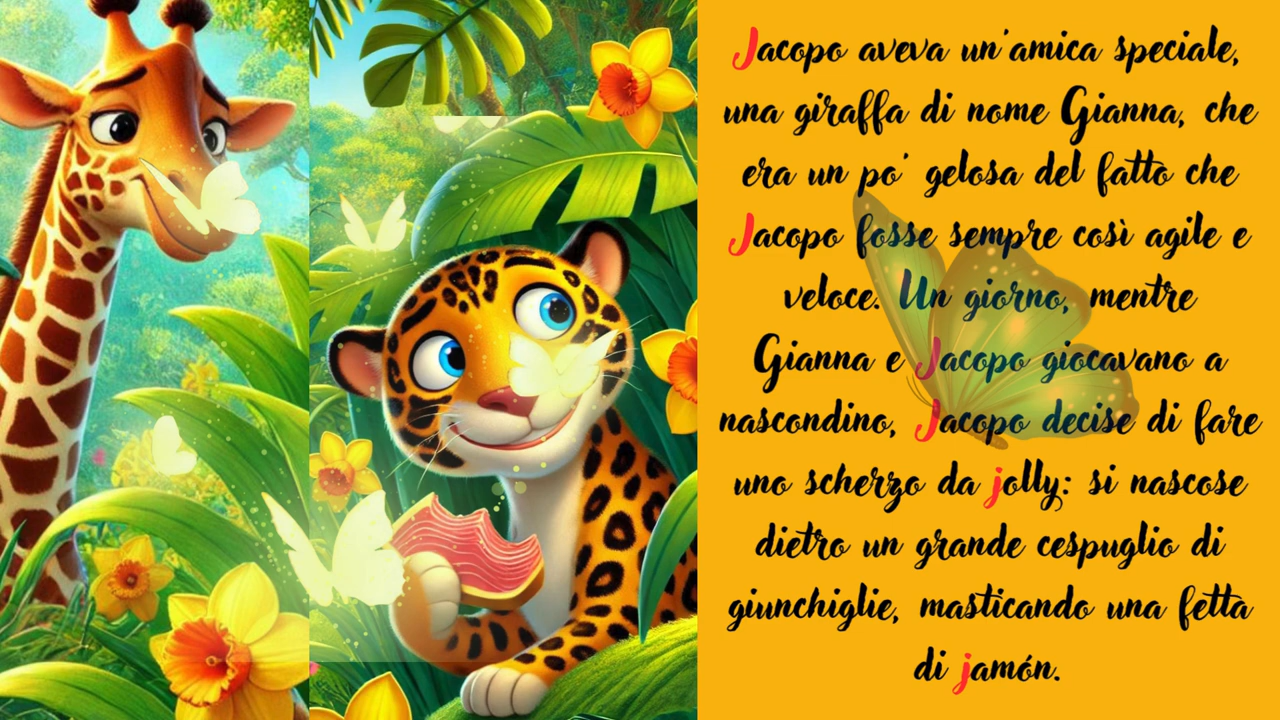 Jacopo aveva un'amica speciale,
una giraffa di nome Gianna, che
era un po' gelosa del fatto che
Jacopo fosse sempre così agile e
veloce. Un giorno, mentre
Gianna e Jacopo giocavano a
nascondino, Jacopo decise di fare
uno scherzo da jolly: si nascose
dietro un grande cespuglio di
giunchiglie, masticando una fetta
di jamón.